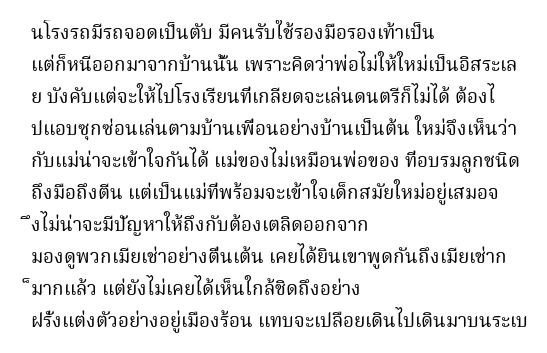 นโรงรถมีรถจอดเป็นตับ มีคนรับใช้รองมือรองเท้าเป็น
แต่ก็หนีออกมาจากบ้านนั้น เพราะคิดว่าพ่อไม่ให้ใหม่เป็นอิสระเล
ย บังคับแต่จะให้ไปโรงเรียนที่เกลียดจะเล่นดนตรีก็ไม่ได้ ต้องไ
ปแอบซุกซ่อนเล่นตามบ้านเพื่อนอย่างบ้านเป็นต้น ใหม่จึงเห็นว่า
กับแม่น่าจะเข้าใจกันได้ แม่ของไม่เหมือนพ่อของ ที่อบรมลูกชนิด
ถึงมือถึงตีน แต่เป็นแม่ที่พร้อมจะเข้าใจเด็กสมัยใหม่อยู่เสมอจ
ึงไม่น่าจะมีปัญหาให้ถึงกับต้องเตลิดออกจาก
มองดูพวกเมียเช่าอย่างตื่นเต้น เคยได้ยินเขาพูดกันถึงเมียเช่าก
็มากแล้ว แต่ยังไม่เคยได้เห็นใกล้ชิดถึงอย่าง
ฝรั่งแต่งตัวอย่างอยู่เมืองร้อน แทบจะเปลือยเดินไปเดินมาบนระเบ